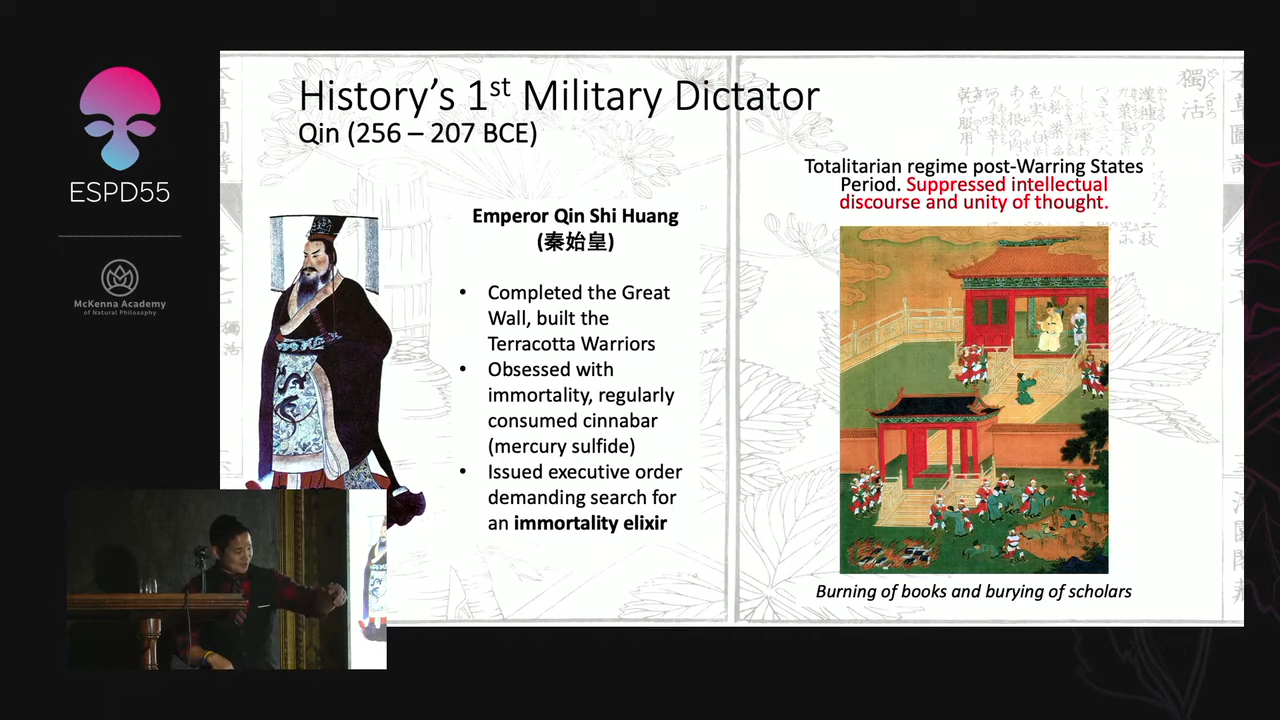 ESPD55
McKenna Academy
of Natural Philosophy
History's 1st Military Dictator
Qin (256 – 207 BCE)
Emperor Qin Shi Huang
(秦始皇)
• Completed the Great
Wall, built the
Terracotta Warriors
• Obsessed with
immortality, regularly
consumed cinnabar
(mercury sulfide)
• Issued executive order
demanding search for
an immortality elixir
Totalitarian regime post-Warring States
Period. Suppressed intellectual
discourse and unity of thought.
Burning of books and burying of scholars
獨活